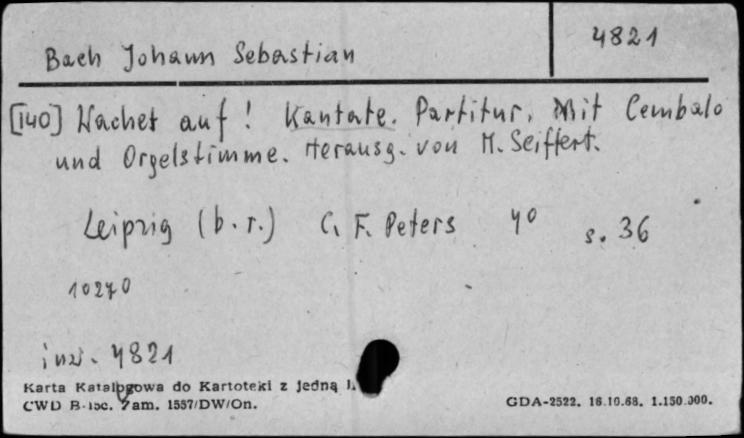 Bach Johann Sebastian
4821
[140] Wachet auf! Kantate. Partitur. Mit Cembalo
und Orgelstimme. Herausg. von M. Seiffert.
Leipzig (b.r.) C. F. Peters 4° s. 36
10270
inw. 4821
Karta Katalogowa do Kartoteki z jedną
CWD Zam. 1557/DW/On.
GDA-2522. 16.10.68. 1.150.000.